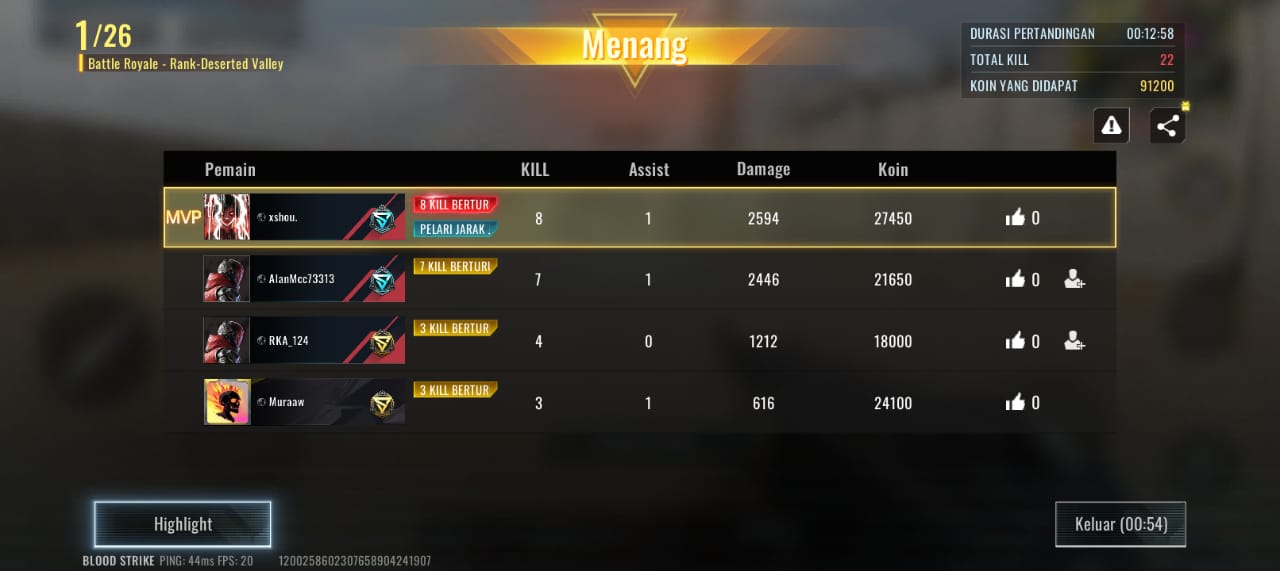 1/26
Battle Royale - Rank-Deserted Valley
Menang
DURASI PERTANDINGAN 00:12:58
TOTAL KILL 22
KOIN YANG DIDAPAT 91200
Pemain KILL Assist Damage Koin
MVP xshou. 8 KILL BERTUR 8 1 2594 27450 0
PELARI JARAK .
AlanMcc73313 7 KILL BERTURI 7 1 2446 21650 0
RKA_124 3 KILL BERTUR 4 0 1212 18000 0
Muraaw 3 KILL BERTUR 3 1 616 24100 0
Highlight
Keluar (00:54)
BLOOD STRIKE PING: 44ms FPS: 20 1200258602307658904241907